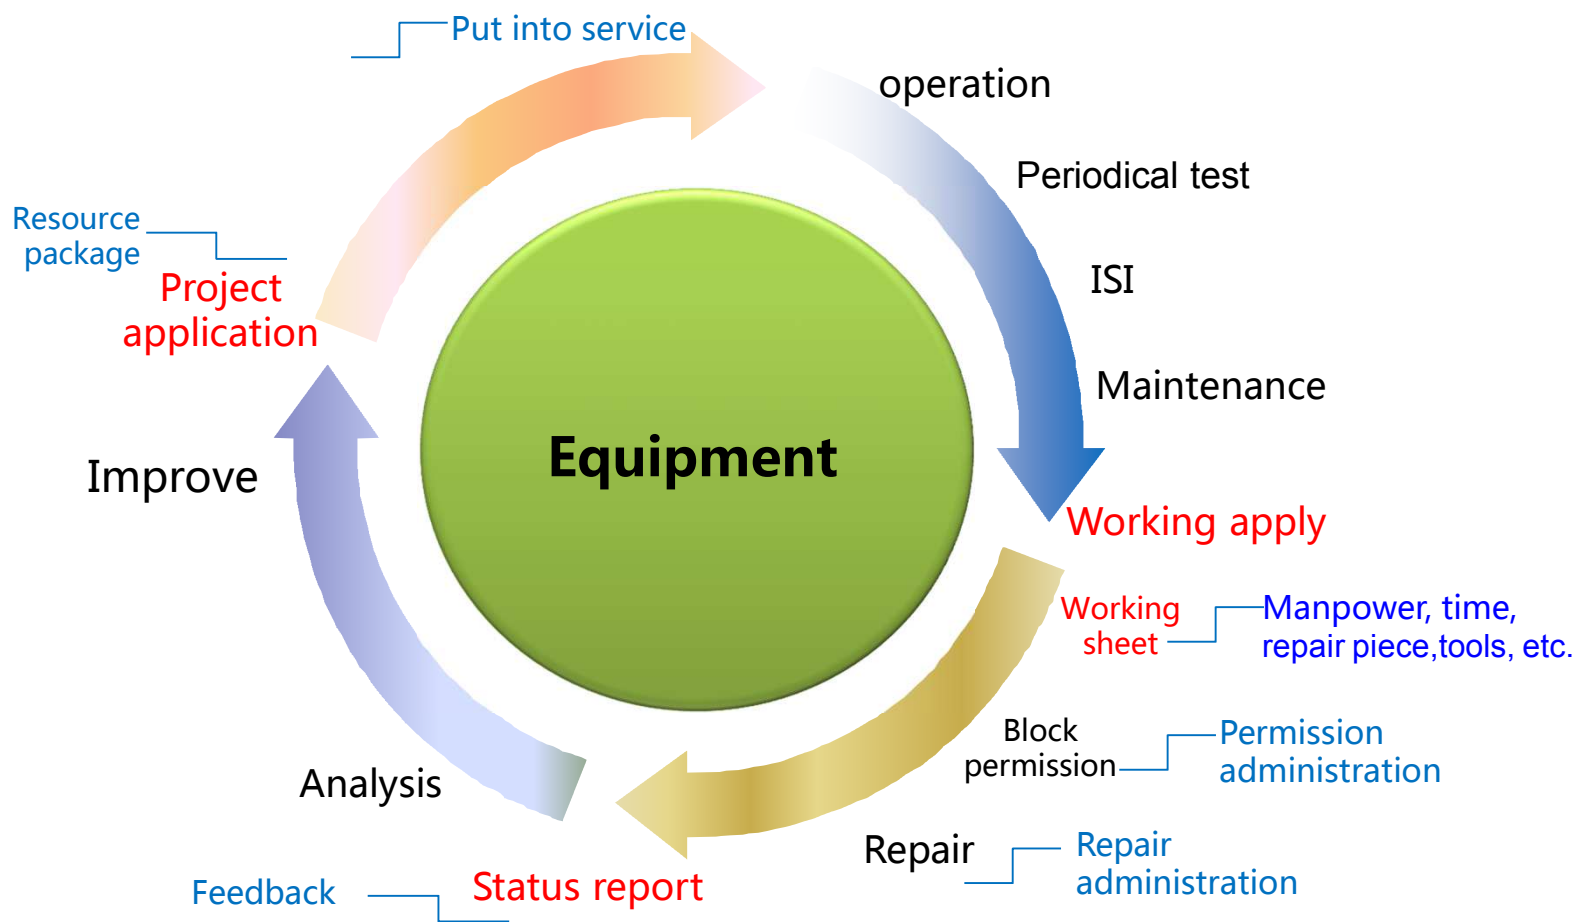 Put into service
operation
Periodical test
Resource
package
ISI
Project
application
Maintenance
Equipment
Improve
Working apply
Working
sheet
Manpower, time,
repair piece,tools, etc.
Block
permission
Permission
administration
Analysis
Repair
Repair
administration
Status report
Feedback